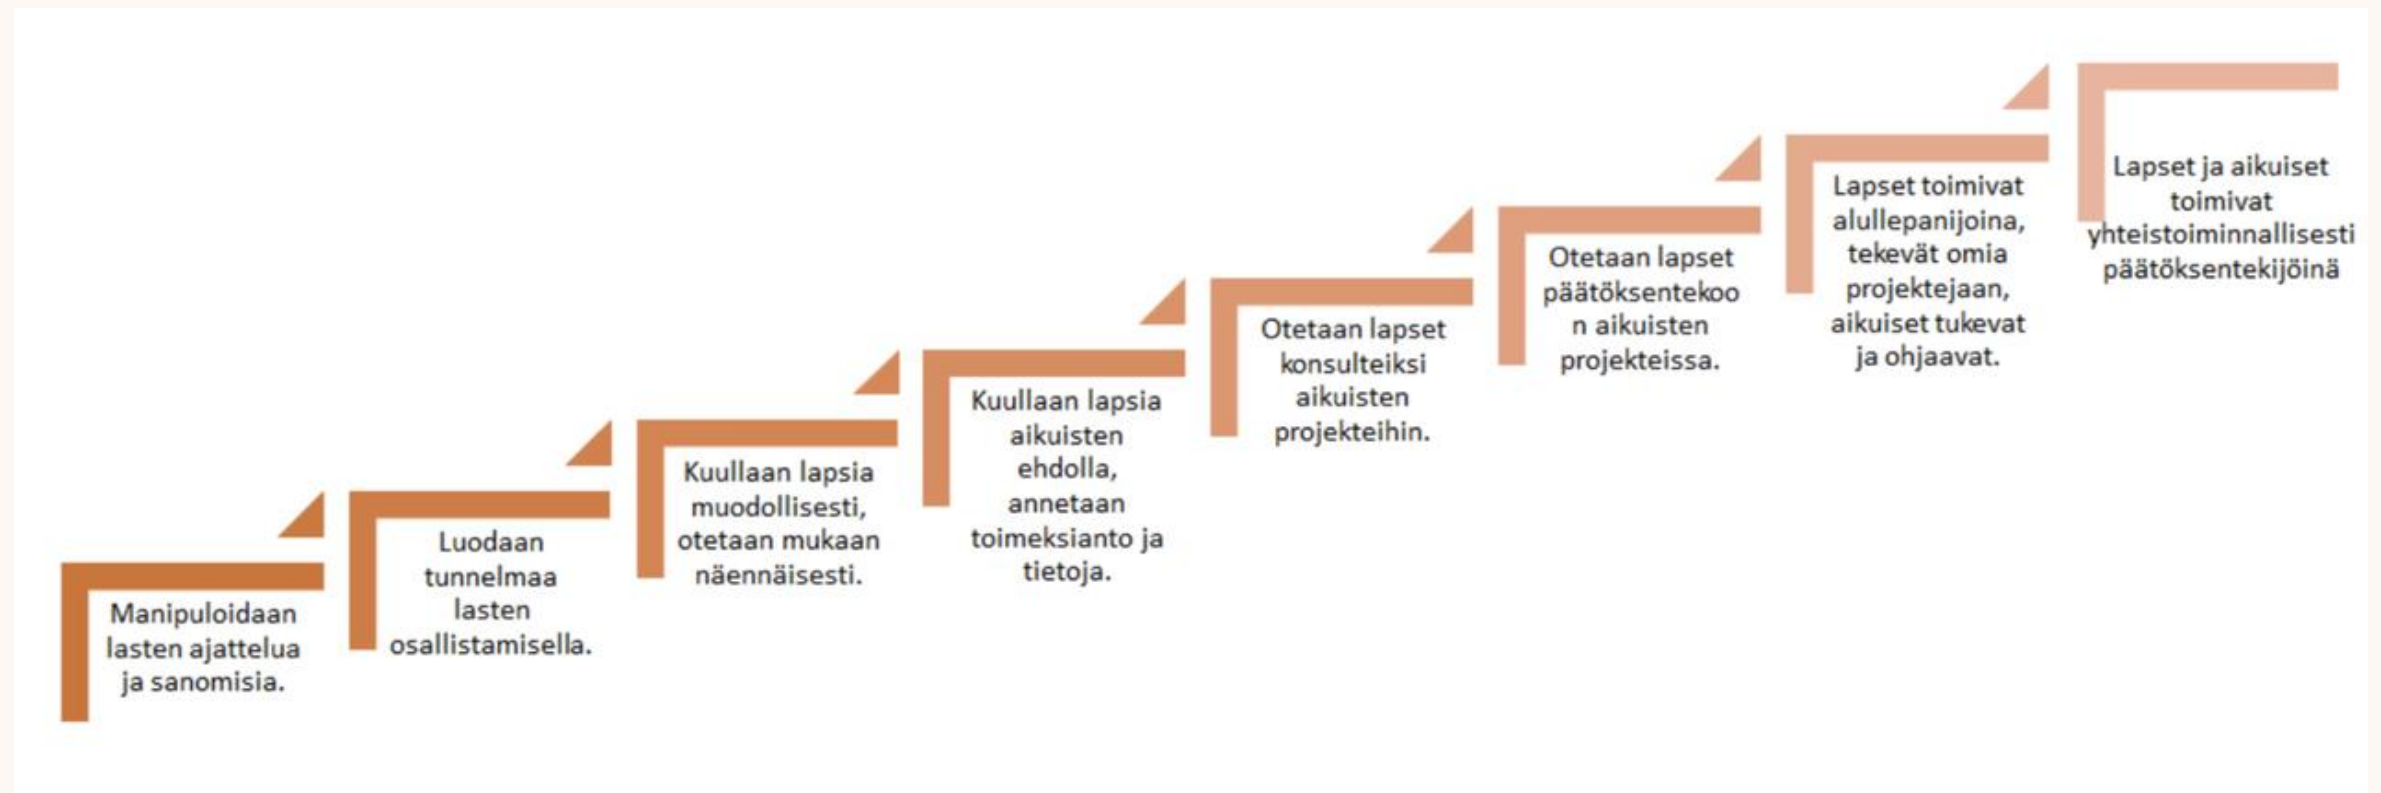 Manipuloidaan
lasten ajattelua
ja sanomisia.
Luodaan
tunnelmaa
lasten
osallistamisella.
Kuullaan lapsia
muodollisesti,
otetaan mukaan
näennäisesti.
Kuullaan lapsia
aikuisten
ehdolla,
annetaan
toimeksianto ja
tietoja.
Otetaan lapset
konsulteiksi
aikuisten
projekteihin.
Otetaan lapset
päätöksentekoo
n aikuisten
projekteissa.
Lapset toimivat
alullepanijoina,
tekevät omia
projektejaan,
aikuiset tukevat
ja ohjaavat.
Lapset ja aikuiset
toimivat
yhteistoiminnallisesti
päätöksentekijöinä